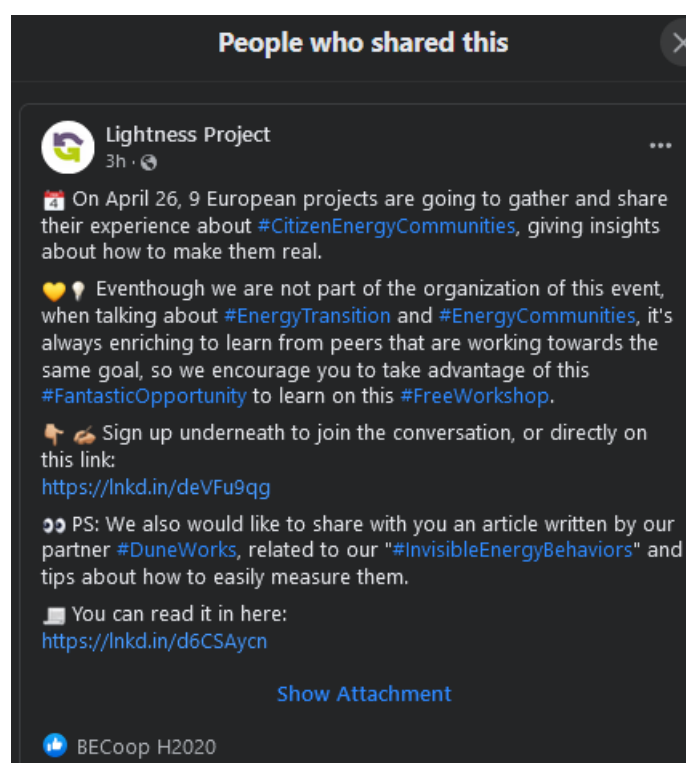 People who shared this
Lightness Project
3h ·
On April 26, 9 European projects are going to gather and share
their experience about #CitizenEnergyCommunities, giving insights
about how to make them real.
Eventhough we are not part of the organization of this event,
when talking about #EnergyTransition and #EnergyCommunities, it's
always enriching to learn from peers that are working towards the
same goal, so we encourage you to take advantage of this
#FantasticOpportunity to learn on this #FreeWorkshop.
Sign up underneath to join the conversation, or directly on
this link:
https://lnkd.in/deVFu9qg
PS: We also would like to share with you an article written by our
partner #DuneWorks, related to our "#InvisibleEnergyBehaviors" and
tips about how to easily measure them.
You can read it in here:
https://lnkd.in/d6CSAycn
Show Attachment
BECoop H2020